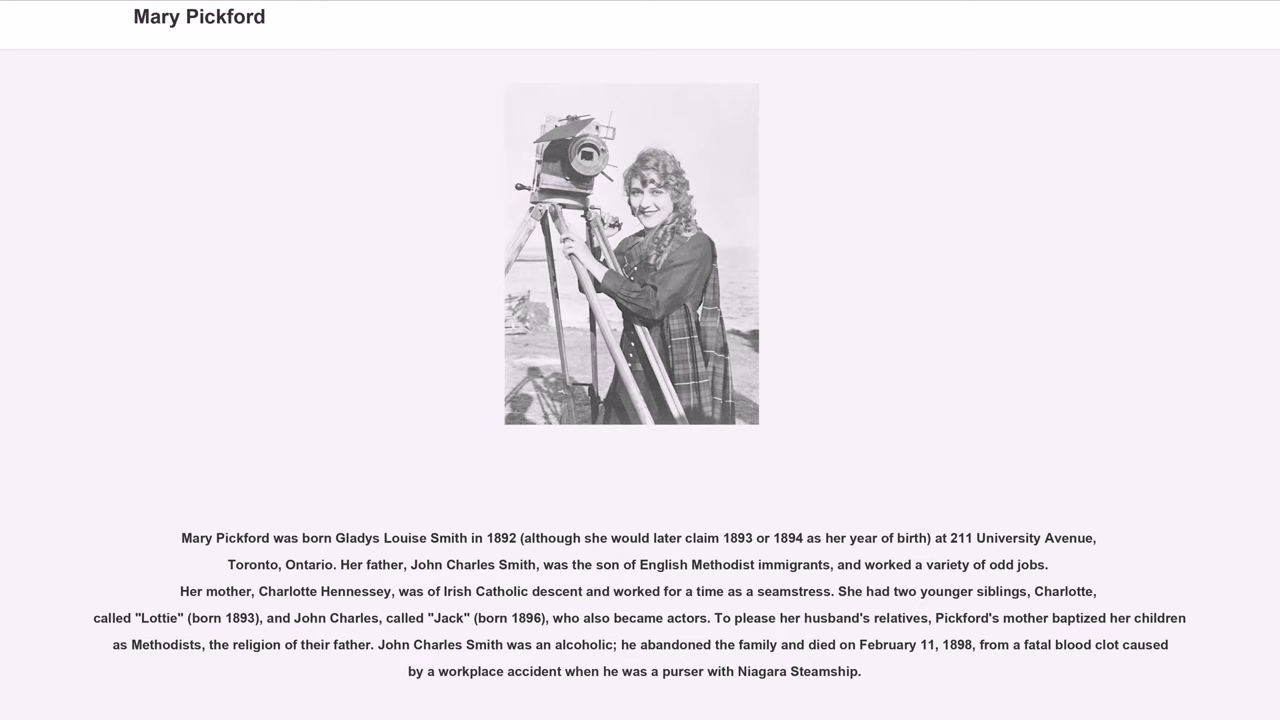 Mary Pickford
Mary Pickford was born Gladys Louise Smith in 1892 (although she would later claim 1893 or 1894 as her year of birth) at 211 University Avenue,
Toronto, Ontario. Her father, John Charles Smith, was the son of English Methodist immigrants, and worked a variety of odd jobs.
Her mother, Charlotte Hennessey, was of Irish Catholic descent and worked for a time as a seamstress. She had two younger siblings, Charlotte,
called "Lottie" (born 1893), and John Charles, called "Jack" (born 1896), who also became actors. To please her husband's relatives, Pickford's mother baptized her children
as Methodists, the religion of their father. John Charles Smith was an alcoholic; he abandoned the family and died on February 11, 1898, from a fatal blood clot caused
by a workplace accident when he was a purser with Niagara Steamship.